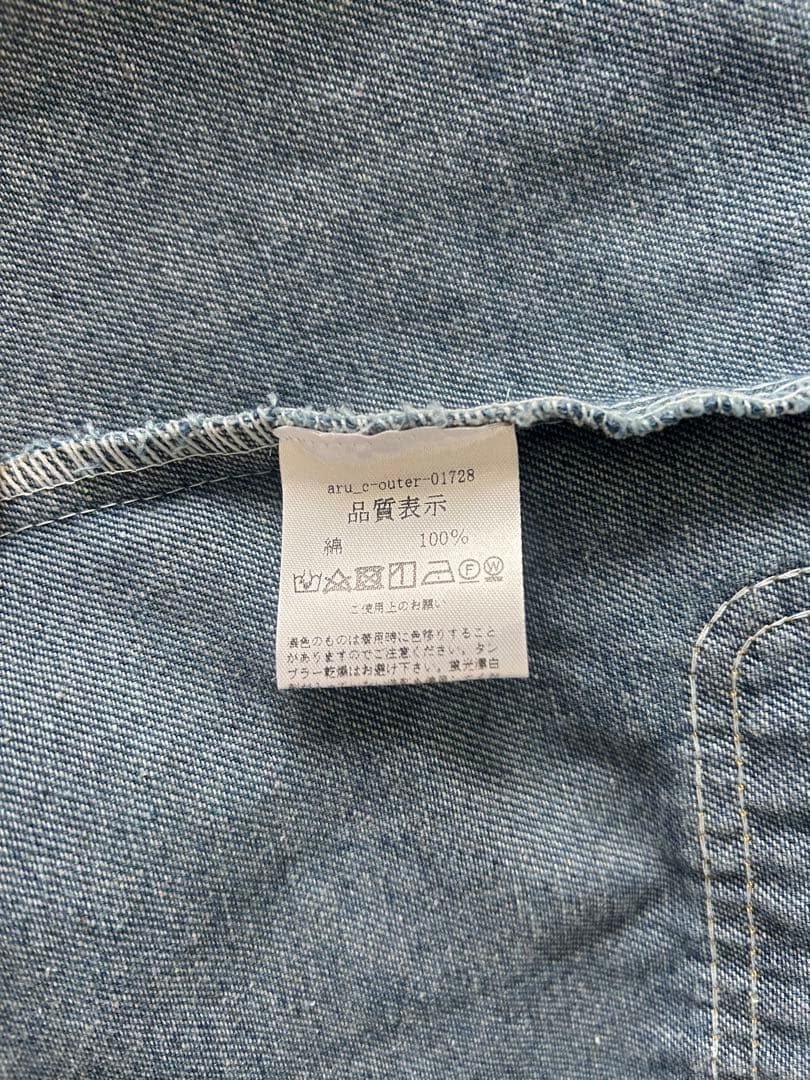 aru_c-outer-01728
品質表示
綿 100%
F W
ご使用上のお願い
濃色のものは着用時に色移りすること
がありますのでご注意ください。タン
ブラー乾燥はお避け下さい。蛍光漂白